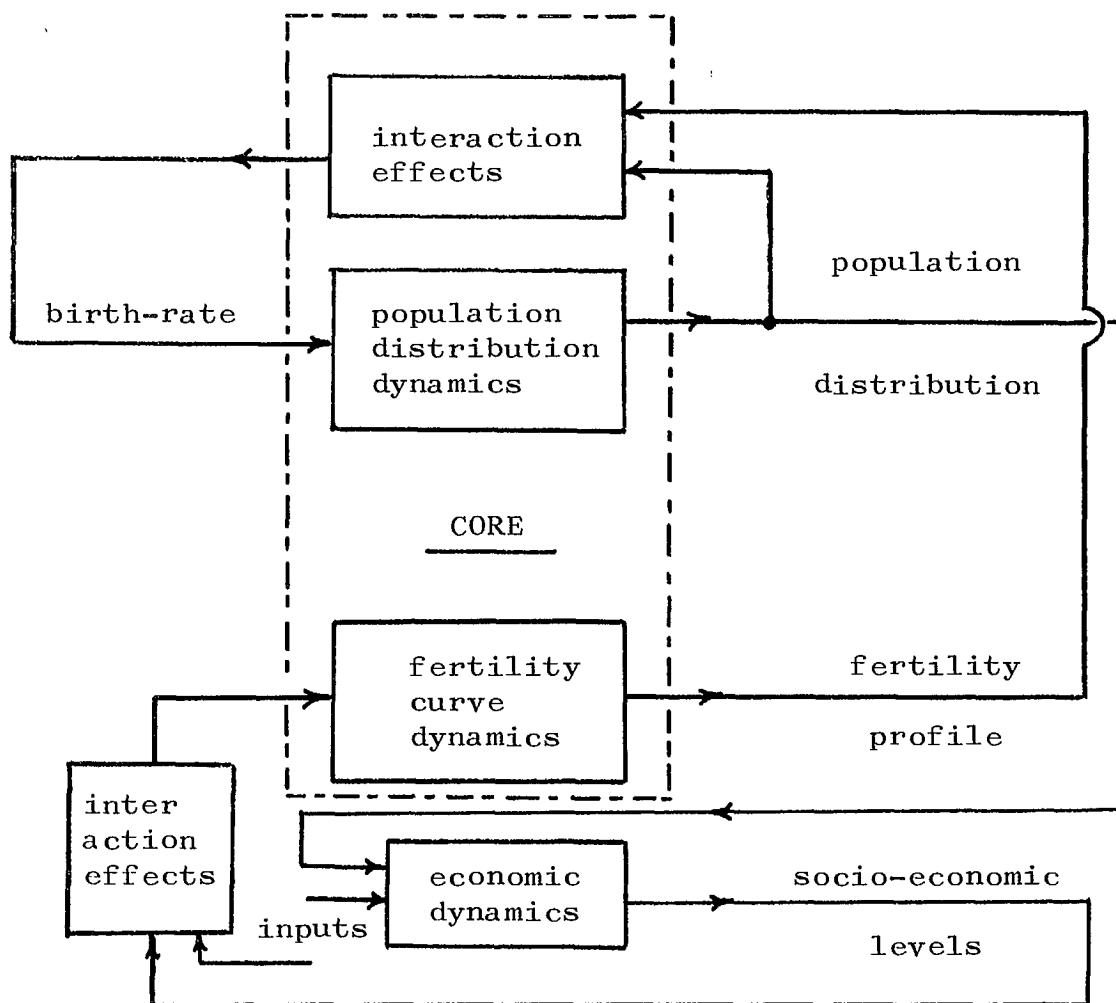 interaction
effects
population
birth-rate
population
distribution
dynamics
distribution
CORE
fertility
curve
dynamics
fertility
profile
inter
action
effects
economic
dynamics
socio-economic
inputs
levels